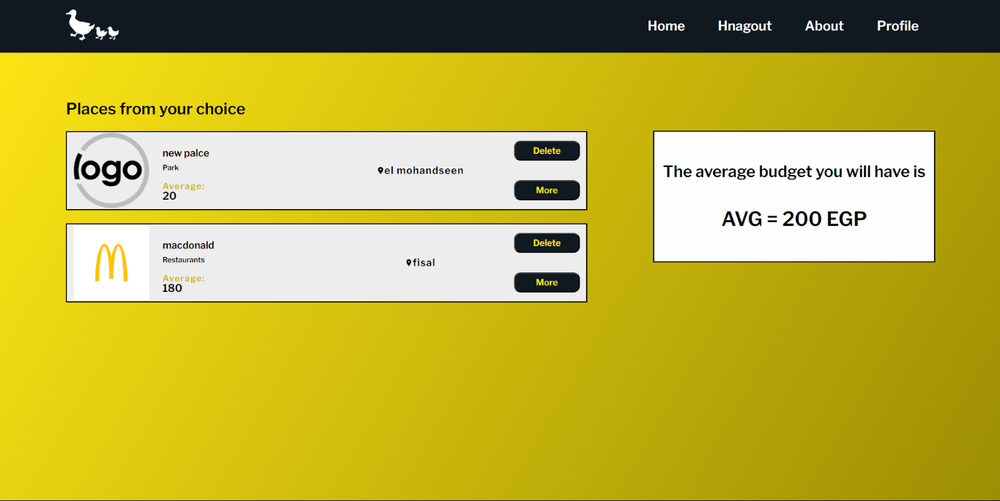 Home Hnagout About Profile
Places from your choice
logo
new palce
Park
Average:
20
el mohandseen
Delete
More
macdonald
Restaurants
Average:
180
fisal
Delete
More
The average budget you will have is
AVG = 200 EGP